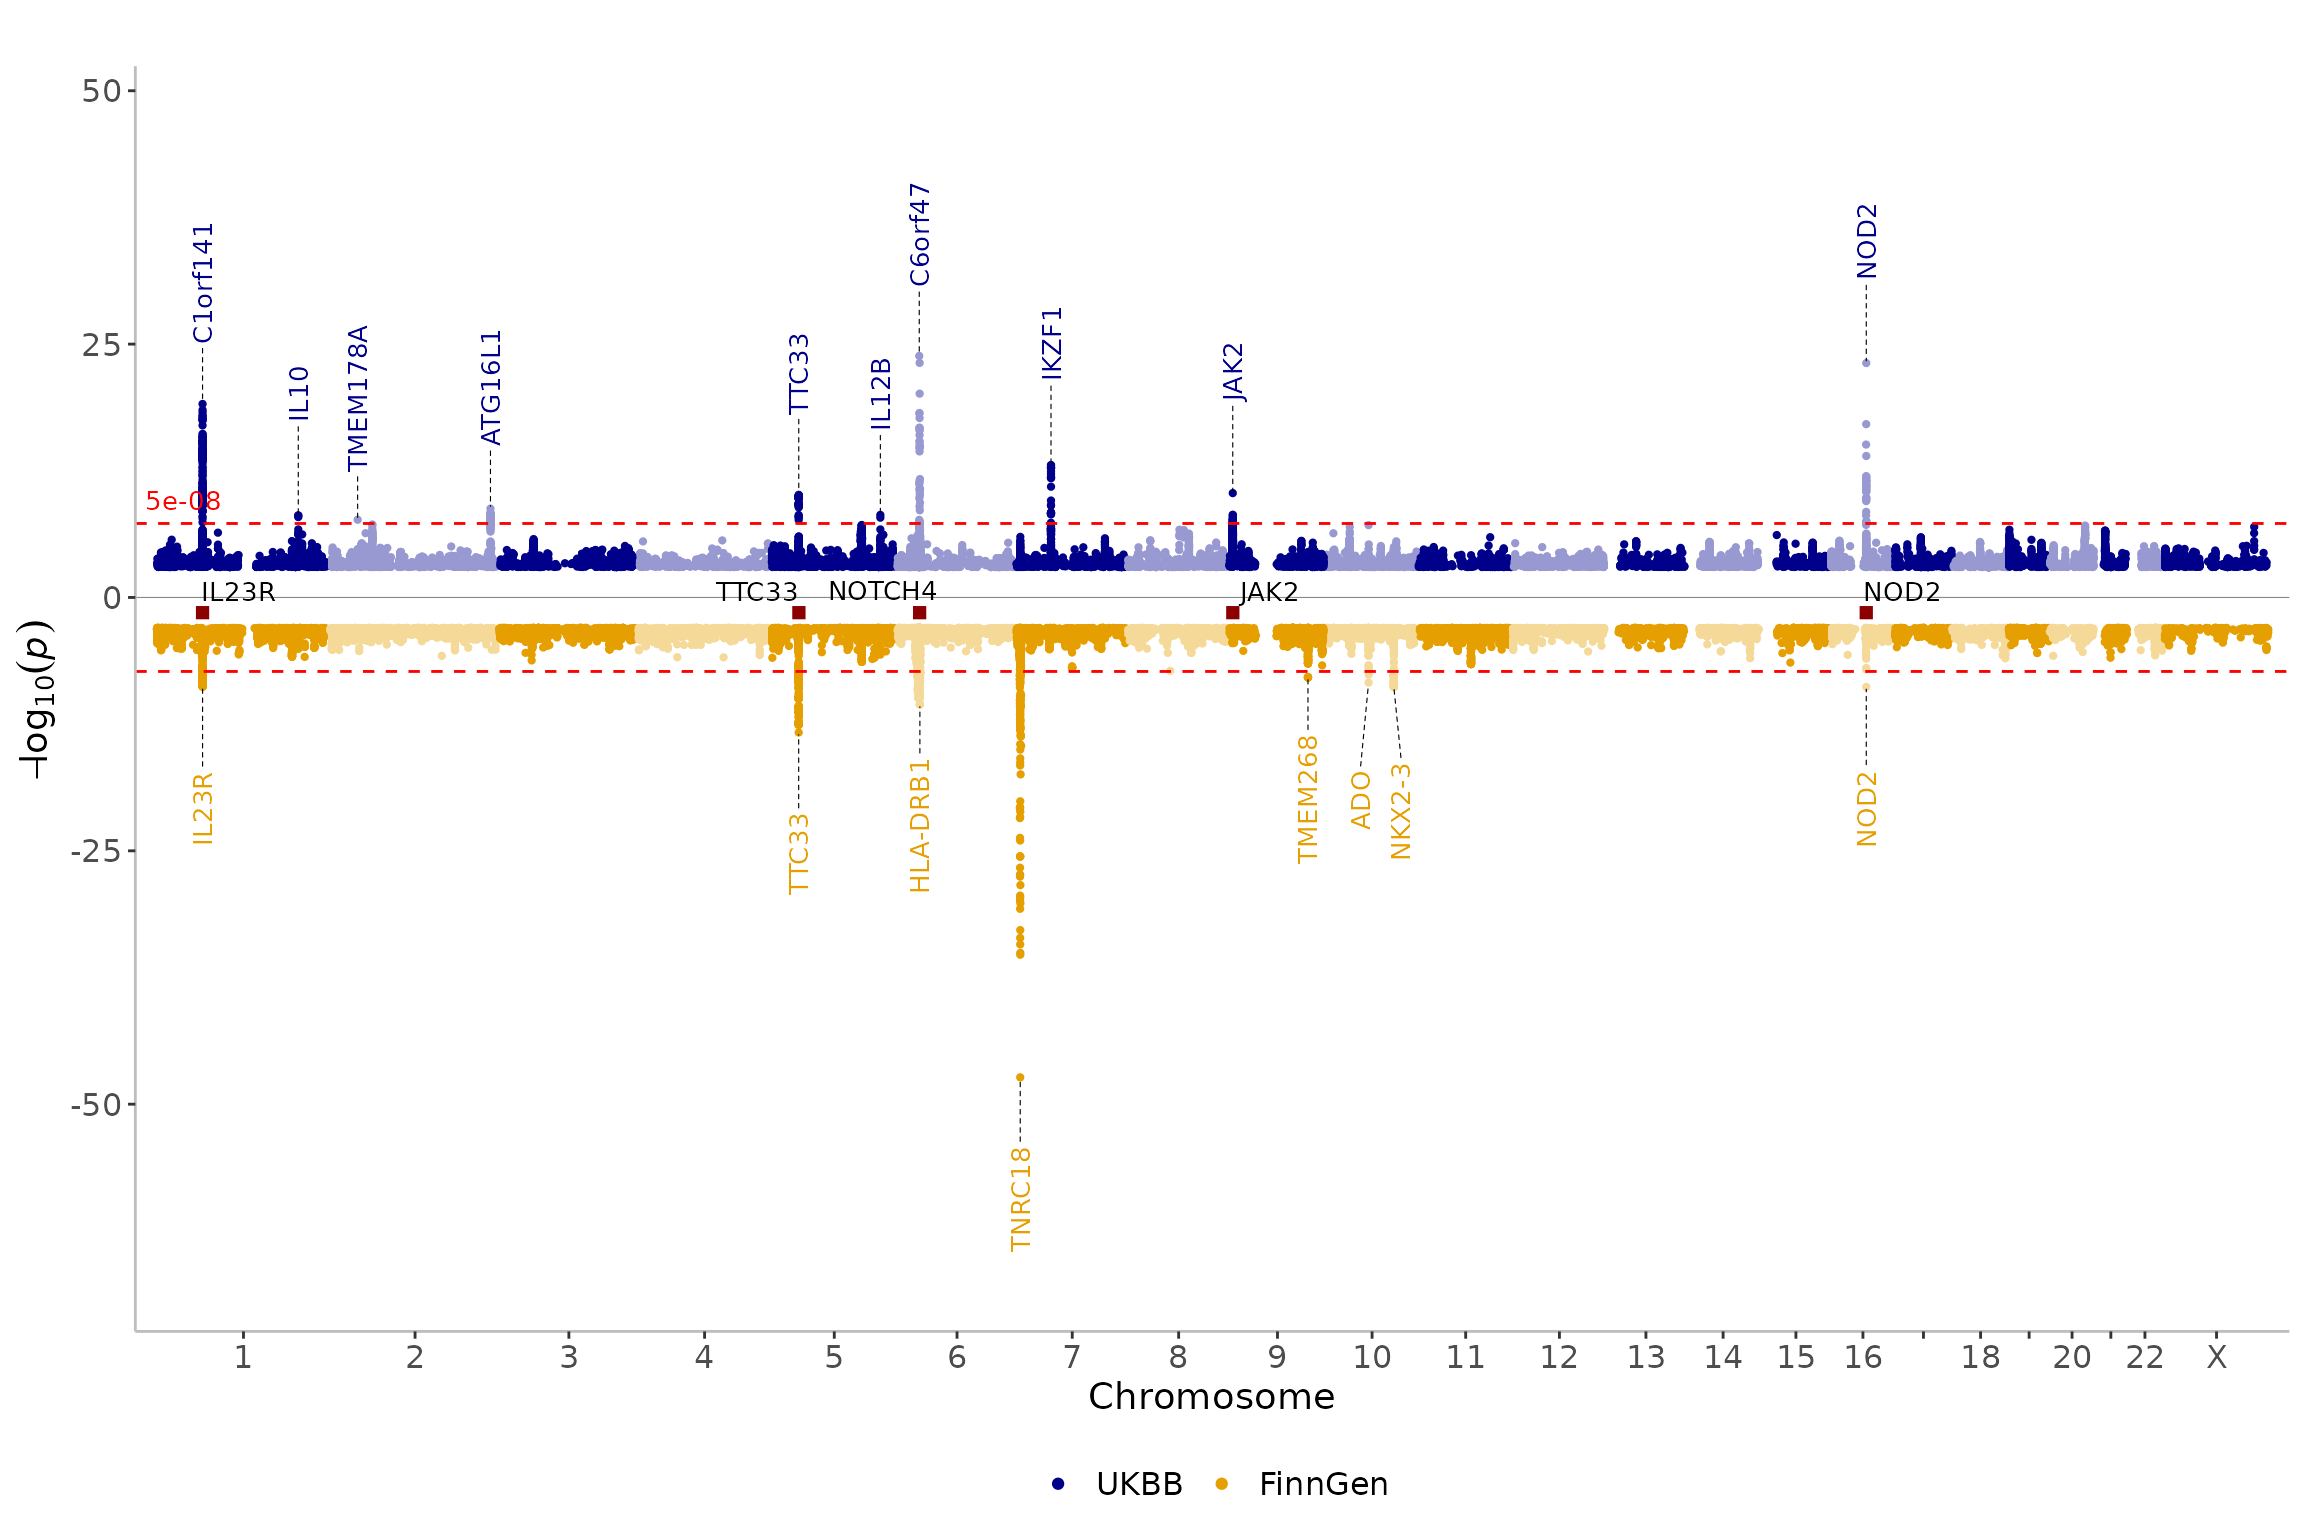 50
C6orf47
NOD2
C1orf141
IKZF1
TMEM178A
ATG16L1
TTC33
25
JAK2
IL12B
IL10
5e-08
0
IL23R
TTC33
NOTCH4
JAK2
NOD2
−log10(p)
TMEM268
HLA-DRB1
NKX2-3
IL23R
ADO
NOD2
TTC33
-25
-50
TNRC18
1 2 3 4 5 6 7 8 9 10 11 12 13 14 15 16 18 20 22 X
Chromosome
UKBB FinnGen